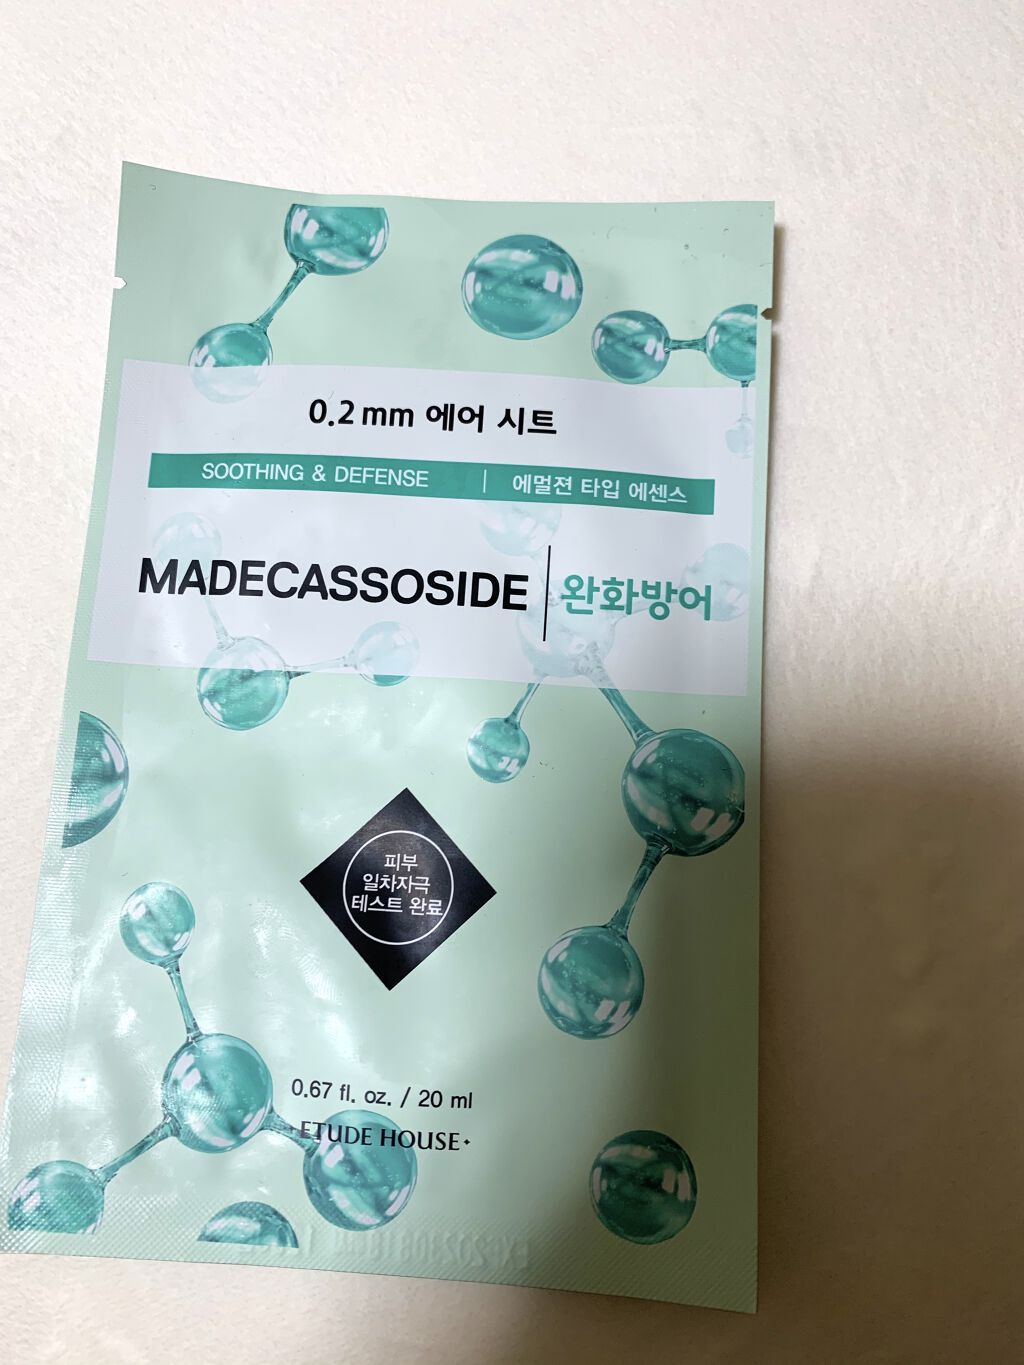 0.2 mm 에어 시트
SOOTHING & DEFENSE | 에멀젼 타입 에센스
MADECASSOSIDE | 완화방어
피부
일차자극
테스트 완료
0.67 fl. oz. / 20 ml
·ETUDE HOUSE·